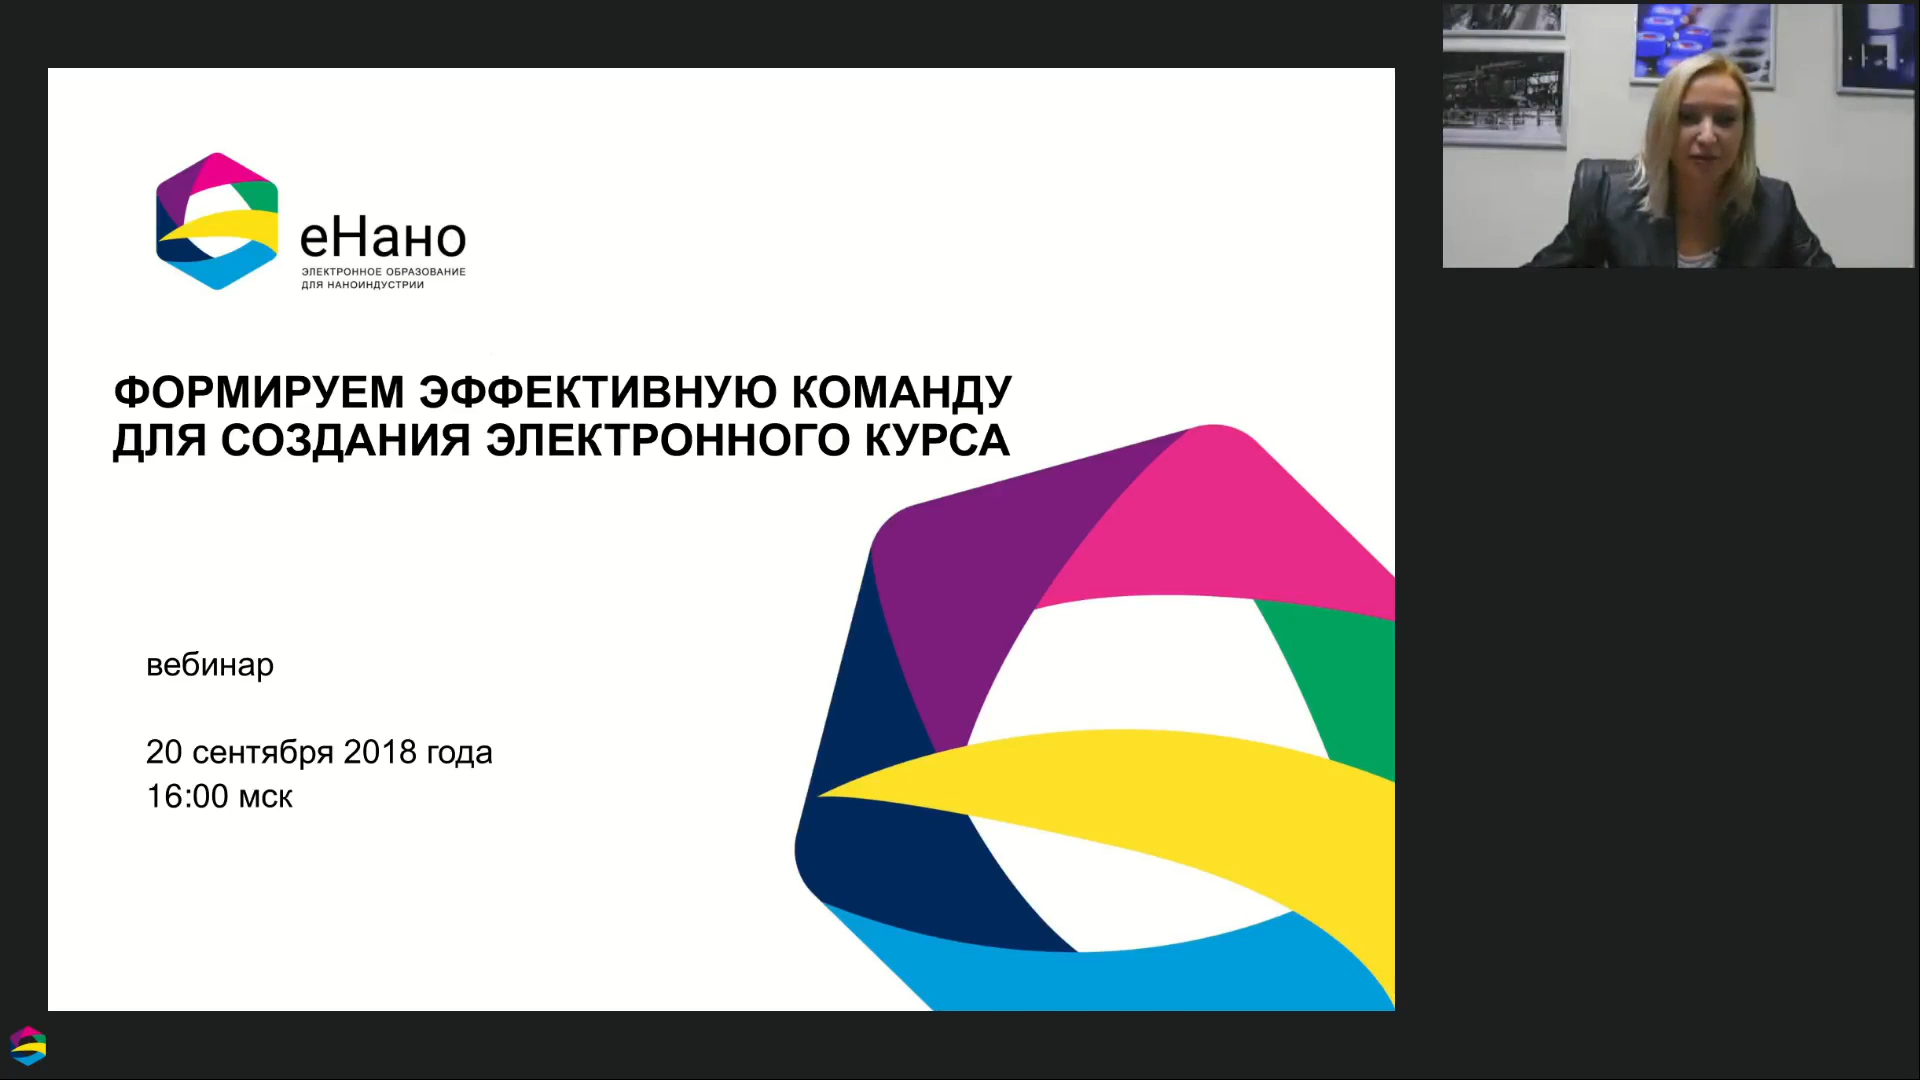 еНано
ЭЛЕКТРОННОЕ ОБРАЗОВАНИЕ
ДЛЯ НАНОИНДУСТРИИ
ФОРМИРУЕМ ЭФФЕКТИВНУЮ КОМАНДУ
ДЛЯ СОЗДАНИЯ ЭЛЕКТРОННОГО КУРСА
вебинар
20 сентября 2018 года
16:00 мск